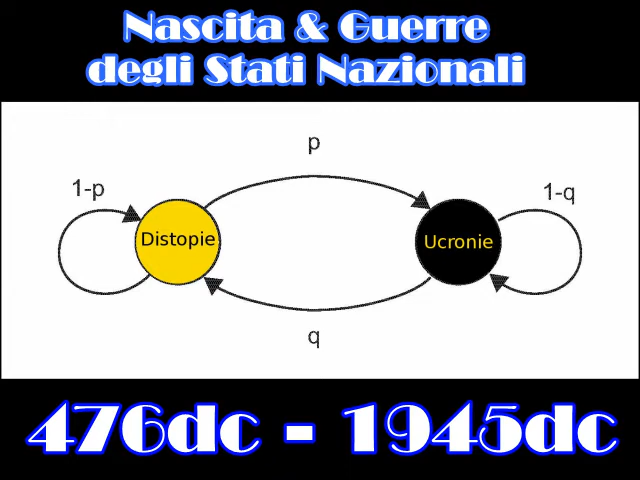 Nascita & Guerre
degli Stati Nazionali
p
1-p
1-q
Distopie
Ucronie
q
476dc - 1945dc